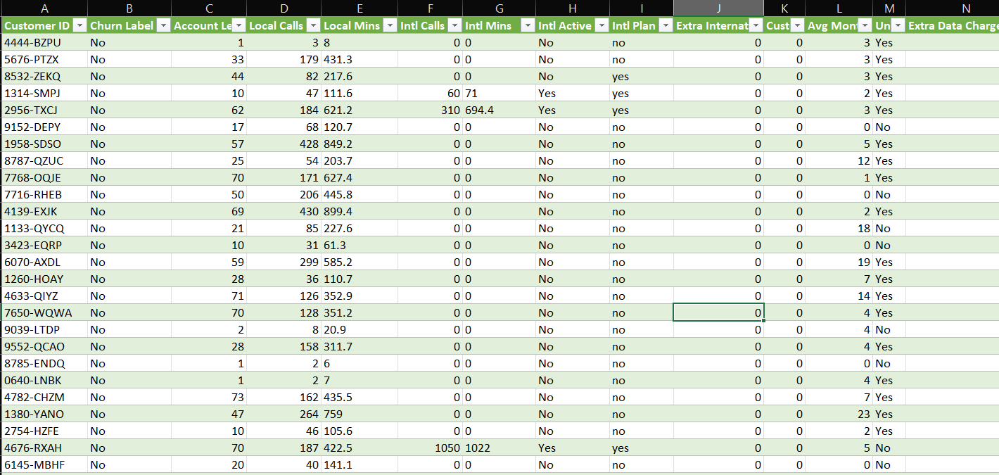 A B C D E F G H I J K L M N
Customer ID Churn Label Account Le Local Calls Local Mins Intl Calls Intl Mins Intl Active Intl Plan Extra Internat Cust Avg Mont Un Extra Data Charge
4444-BZPU No 1 3 8 0 0 No no 0 0 3 Yes
5676-PTZX No 33 179 431.3 0 0 No no 0 0 3 Yes
8532-ZEKQ No 44 82 217.6 0 0 No yes 0 0 3 Yes
1314-SMPJ No 10 47 111.6 60 71 Yes yes 0 0 2 Yes
2956-TXCJ No 62 184 621.2 310 694.4 Yes yes 0 0 3 Yes
9152-DEPY No 17 68 120.7 0 0 No no 0 0 0 No
1958-SDSO No 57 428 849.2 0 0 No no 0 0 5 Yes
8787-QZUC No 25 54 203.7 0 0 No no 0 0 12 Yes
7768-OQJE No 70 171 627.4 0 0 No no 0 0 1 Yes
7716-RHEB No 50 206 445.8 0 0 No no 0 0 0 No
4139-EXJK No 69 430 899.4 0 0 No no 0 0 2 Yes
1133-QYCQ No 21 85 227.6 0 0 No no 0 0 18 No
3423-EQRP No 10 31 61.3 0 0 No no 0 0 0 No
6070-AXDL No 59 299 585.2 0 0 No no 0 0 19 Yes
1260-HOAY No 28 36 110.7 0 0 No no 0 0 7 Yes
4633-QIYZ No 71 126 352.9 0 0 No no 0 0 14 Yes
7650-WQWA No 70 128 351.2 0 0 No no 0 0 4 Yes
9039-LTDP No 2 8 20.9 0 0 No no 0 0 4 No
9552-QCAO No 28 158 311.7 0 0 No no 0 0 4 Yes
8785-ENDQ No 1 2 6 0 0 No no 0 0 0 No
0640-LNBK No 1 2 7 0 0 No no 0 0 4 Yes
4782-CHZM No 73 162 435.5 0 0 No no 0 0 7 Yes
1380-YANO No 47 264 759 0 0 No no 0 0 23 Yes
2754-HZFE No 10 46 105.6 0 0 No no 0 0 2 Yes
4676-RXAH No 70 187 422.5 1050 1022 Yes yes 0 0 5 No
6145-MBHF No 20 40 141.1 0 0 No no 0 0 0 No